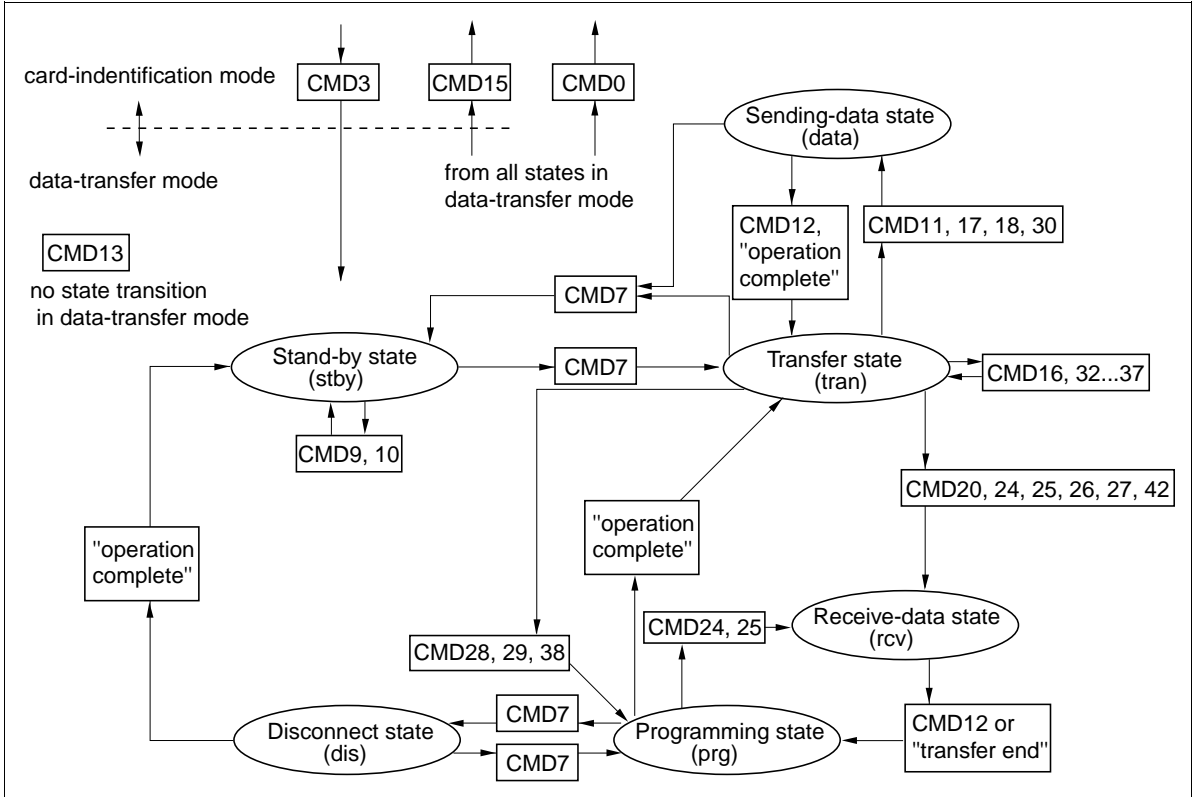 card-indentification mode
CMD3
CMD15
CMD0
data-transfer mode
from all states in
data-transfer mode
Sending-data state
(data)
CMD13
no state transition
in data-transfer mode
CMD12,
"operation
complete"
CMD11, 17, 18, 30
CMD7
Stand-by state
(stby)
CMD7
Transfer state
(tran)
CMD16, 32...37
CMD9, 10
CMD20, 24, 25, 26, 27, 42
"operation
complete"
"operation
complete"
CMD28, 29, 38
CMD24, 25
Receive-data state
(rcv)
Disconnect state
(dis)
CMD7
CMD7
Programming state
(prg)
CMD12 or
"transfer end"